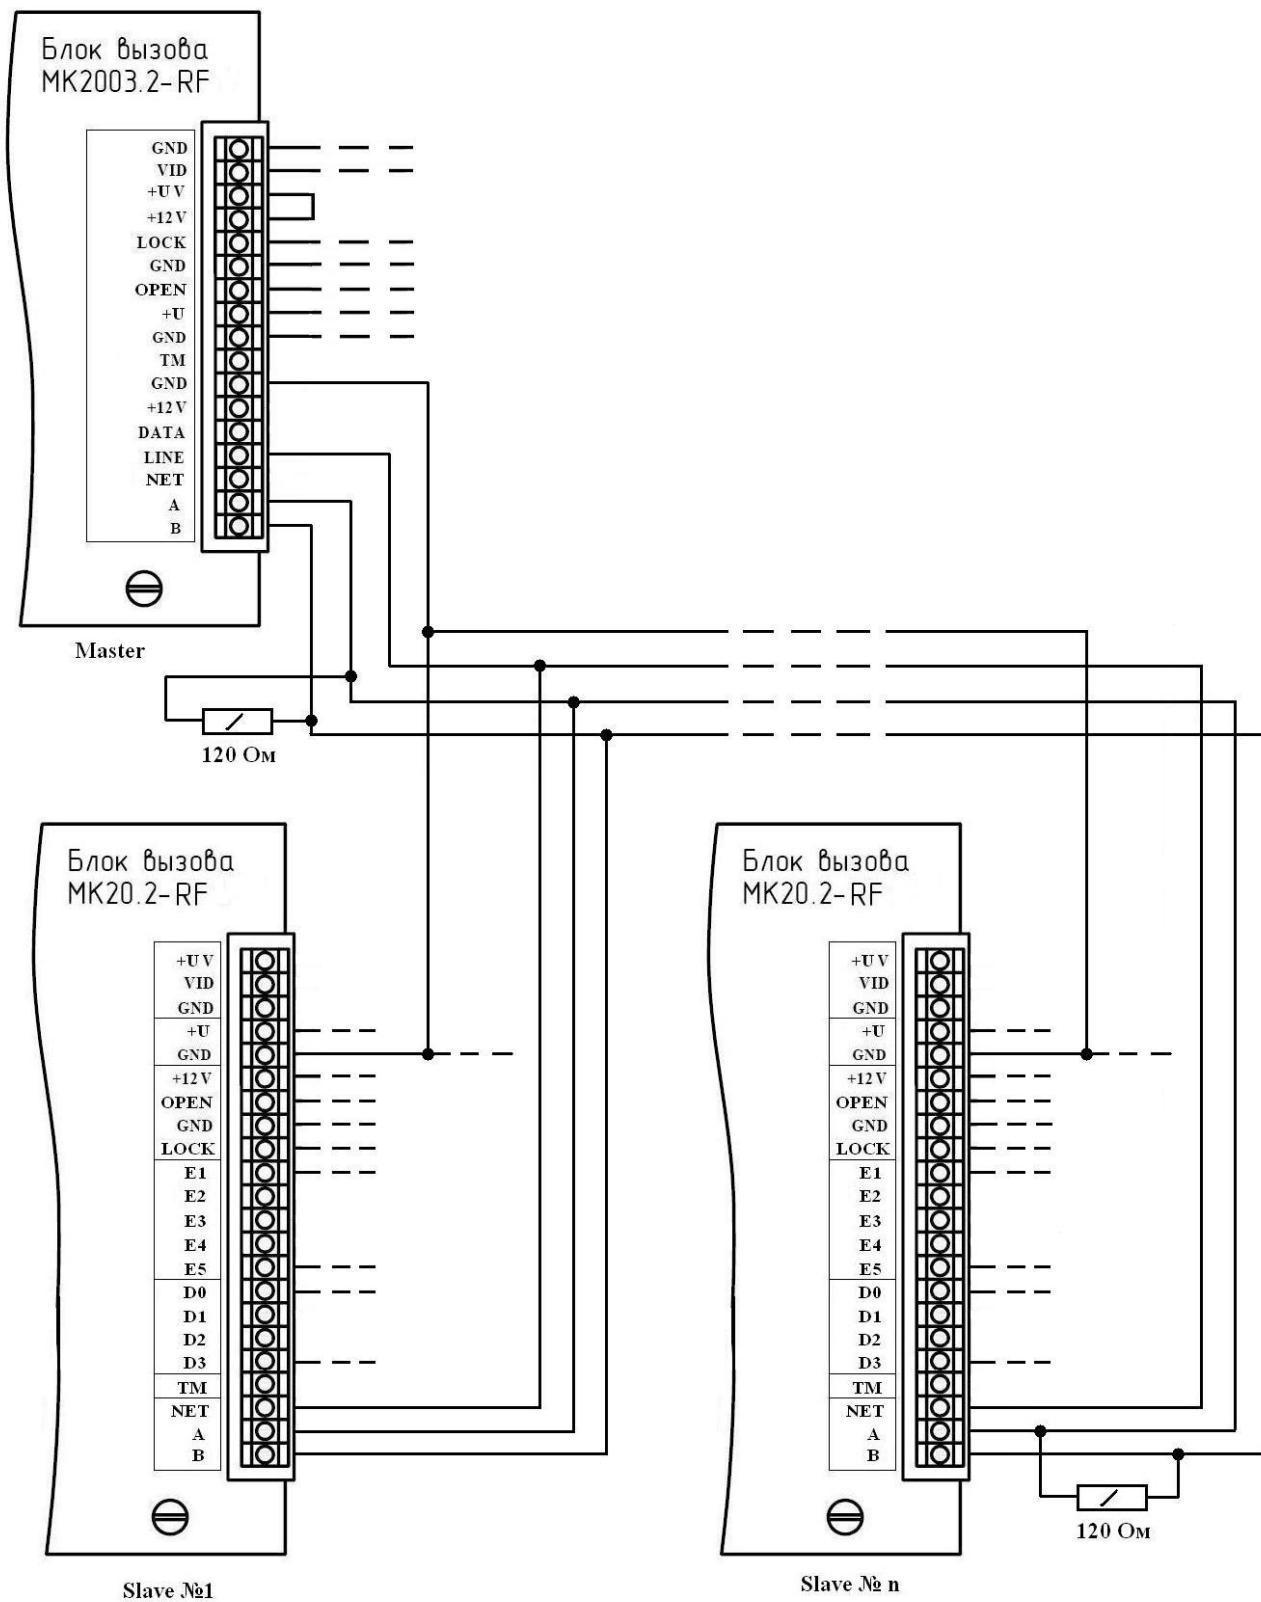 Блок вызова
МК2003.2-RF
GND
VID
+U V
+12 V
LOCK
GND
OPEN
+U
GND
TM
GND
+12 V
DATA
LINE
NET
A
B
Master
120 Ом
Блок вызова
МК20.2-RF
+U V
VID
GND
+U
GND
+12 V
OPEN
GND
LOCK
E1
E2
E3
E4
E5
D0
D1
D2
D3
TM
NET
A
B
Slave №1
Блок вызова
МК20.2-RF
+U V
VID
GND
+U
GND
+12 V
OPEN
GND
LOCK
E1
E2
E3
E4
E5
D0
D1
D2
D3
TM
NET
A
B
120 Ом
Slave № n